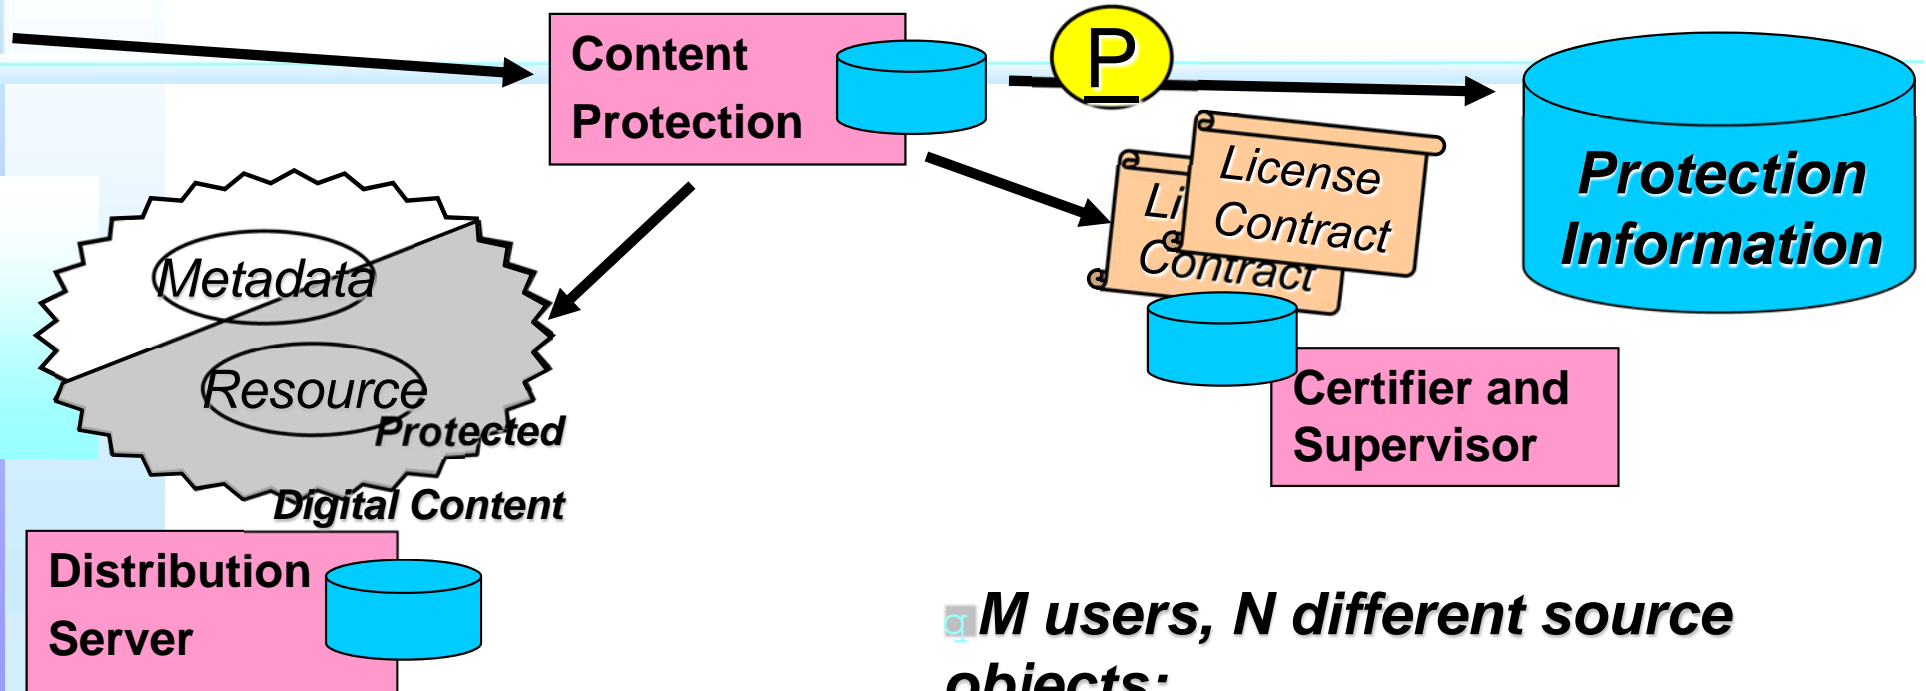 Content
Protection
P
License
Contract
Li
Contract
Protection
Information
Metadata
Resource
Protected
Digital Content
Certifier and
Supervisor
Distribution
Server
q M users, N different source
objects: